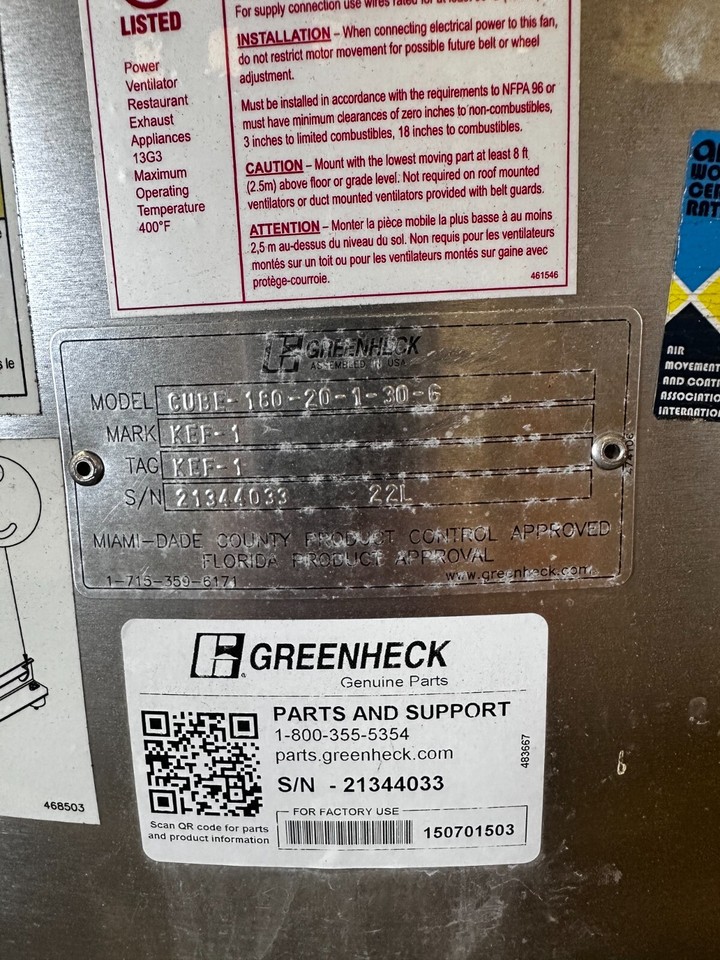 LISTED
Power
Ventilator
Restaurant
Exhaust
Appliances
13G3
Maximum
Operating
Temperature
400°F
For supply connection use wires rated for at least
INSTALLATION – When connecting electrical power to this fan,
do not restrict motor movement for possible future belt or wheel
adjustment.
Must be installed in accordance with the requirements to NFPA 96 or
must have minimum clearances of zero inches to non-combustibles,
3 inches to limited combustibles, 18 inches to combustibles.
CAUTION – Mount with the lowest moving part at least 8 ft
(2.5m) above floor or grade level. Not required on roof mounted
ventilators or duct mounted ventilators provided with belt guards.
ATTENTION – Monter la pièce mobile la plus basse à au moins
2,5 m au-dessus du niveau du sol. Non requis pour les ventilateurs
montés sur un toit ou pour les ventilateurs montés sur gaine avec
protège-courroie.
461546
AIR
MOVEMENT
AND CONT
ASSOCIATIO
INTERNATIO
s le
GREENHECK
ASSEMBLED IN USA
MODEL CUBE-180-20-1-30-G
MARK KEF-1
TAG KEF-1
S/N 21344033 22L
MIAMI-DADE COUNTY PRODUCT CONTROL APPROVED
FLORIDA PRODUCT APPROVAL
1-715-359-6171 www.greenheck.com
468503
GREENHECK
Genuine Parts
PARTS AND SUPPORT
1-800-355-5354
parts.greenheck.com
S/N - 21344033
483667
Scan QR code for parts
and product information
FOR FACTORY USE
150701503